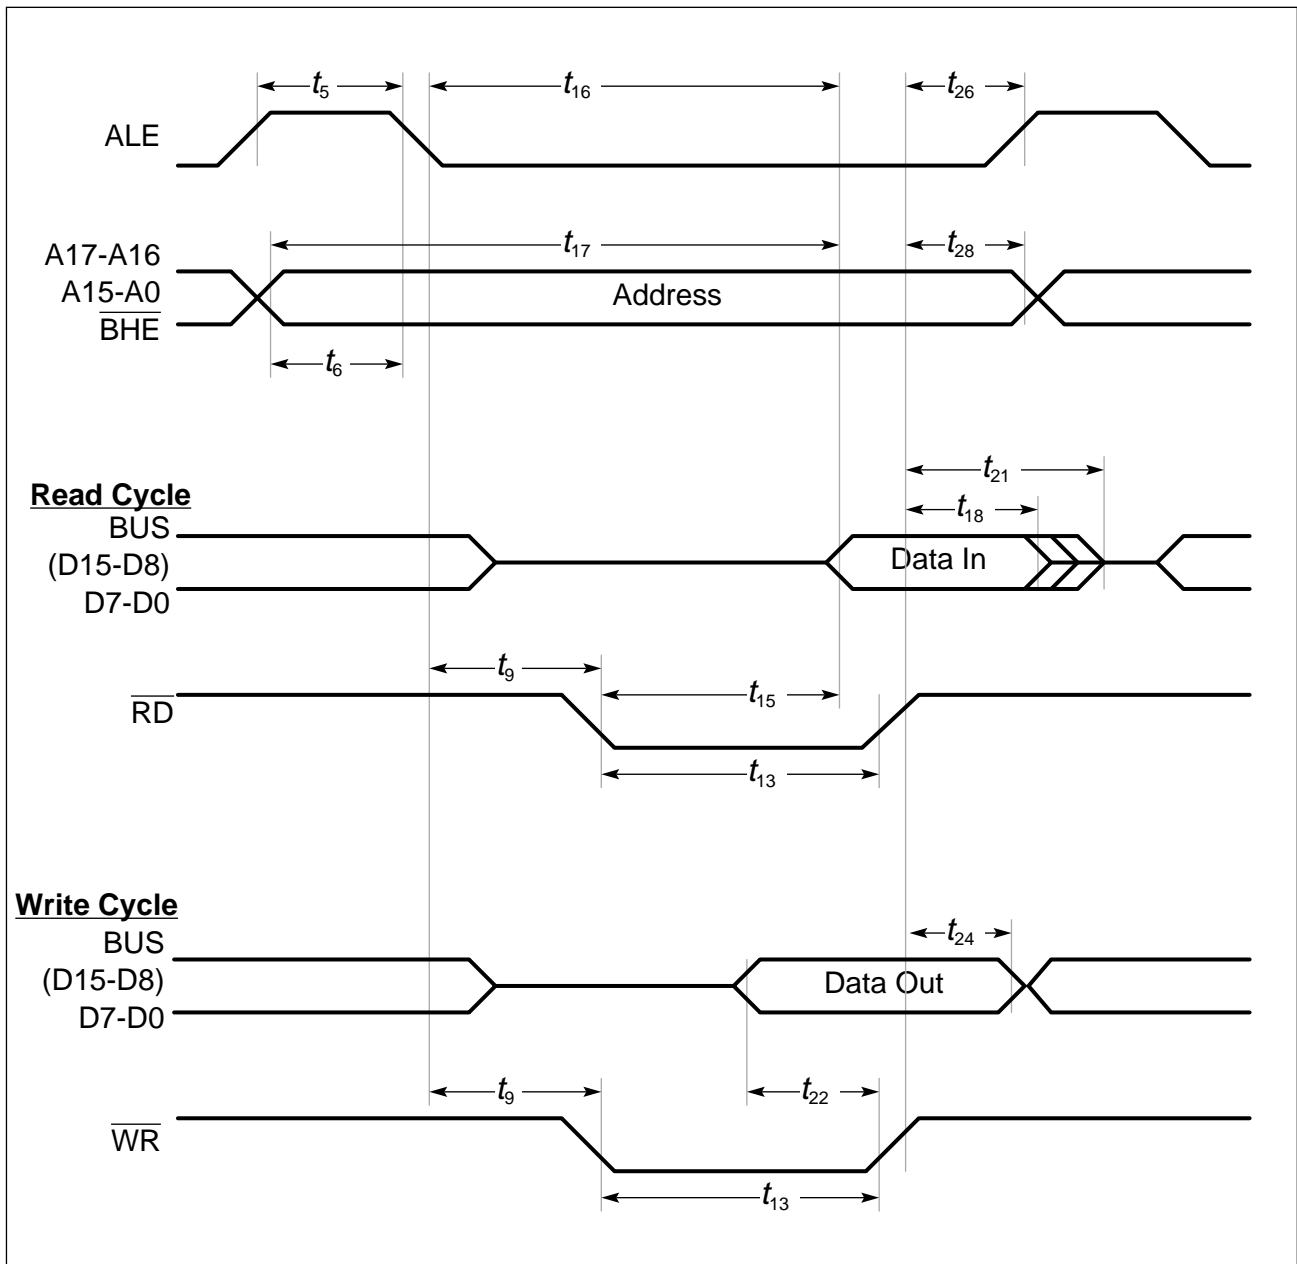 t5 t16 t26
ALE
A17-A16 t17 t28
A15-A0 Address
BHE
t6
t21
Read Cycle t18
BUS
(D15-D8) Data In
D7-D0
t9
RD t15
t13
Write Cycle
BUS t24
(D15-D8) Data Out
D7-D0
t9 t22
WR
t13